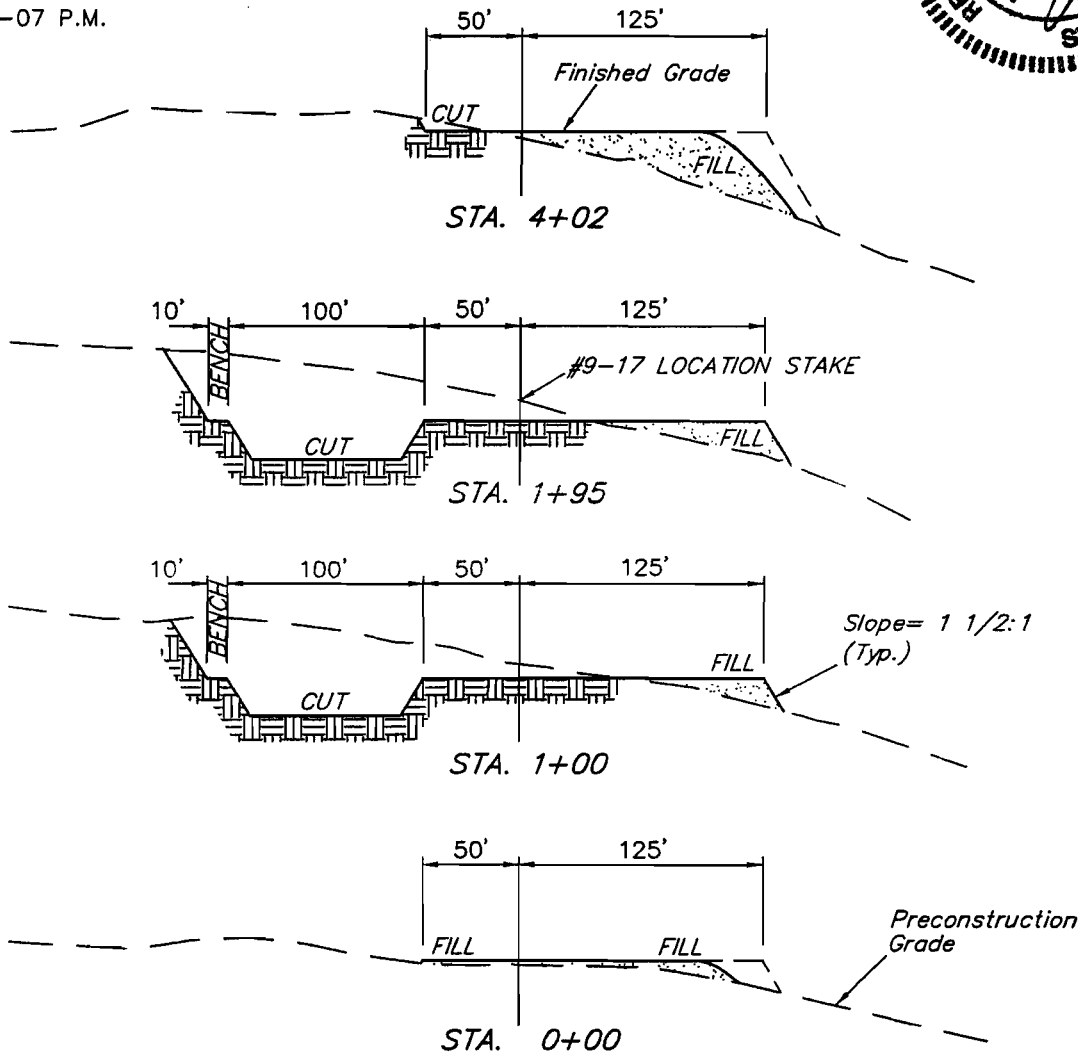 -07 P.M.
50' 125'
Finished Grade
CUT
FILL
STA. 4+02
10' 100' 50' 125'
BENCH
#9-17 LOCATION STAKE
CUT
FILL
STA. 1+95
10' 100' 50' 125'
BENCH
Slope= 1 1/2:1
(Typ.)
FILL
CUT
STA. 1+00
50' 125'
Preconstruction
Grade
FILL FILL
STA. 0+00